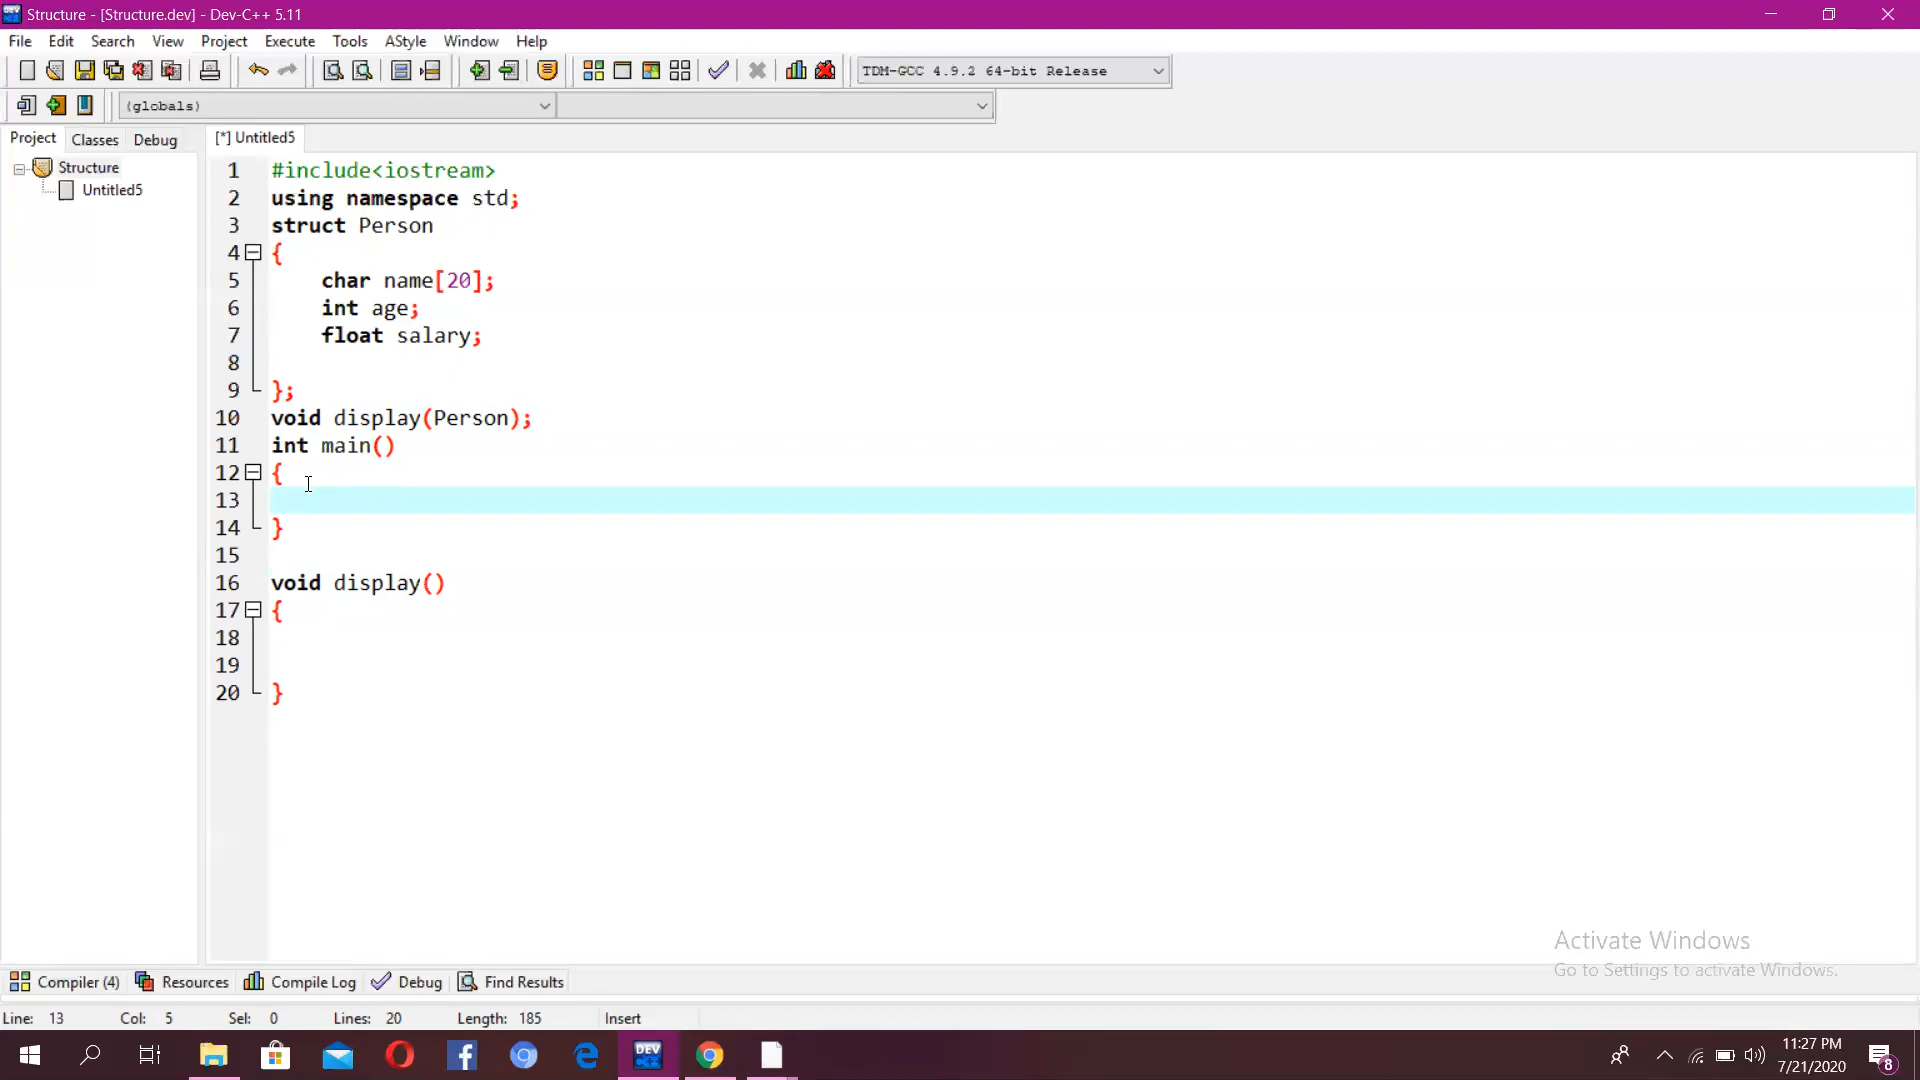 Structure - [Structure.dev] - Dev-C++ 5.11
File Edit Search View Project Execute Tools AStyle Window Help
TDM-GCC 4.9.2 64-bit Release
(globals)
Project Classes Debug [*] Untitled5
Structure
Untitled5
1 #include<iostream>
2 using namespace std;
3 struct Person
4 {
5 char name[20];
6 int age;
7 float salary;
8
9 };
10 void display(Person);
11 int main()
12 {
13
14 }
15
16 void display()
17 {
18
19
20 }
Activate Windows
Go to Settings to activate Windows.
Compiler (4) Resources Compile Log Debug Find Results
Line: 13 Col: 5 Sel: 0 Lines: 20 Length: 185 Insert
DEV
11:27 PM
7/21/2020
8